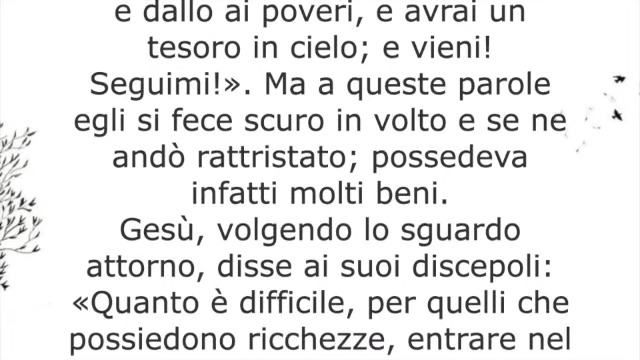 e dallo ai poveri, e avrai un
tesoro in cielo; e vieni!
Seguimi!». Ma a queste parole
egli si fece scuro in volto e se ne
andò rattristato; possedeva
infatti molti beni.
Gesù, volgendo lo sguardo
attorno, disse ai suoi discepoli:
«Quanto è difficile, per quelli che
possiedono ricchezze, entrare nel